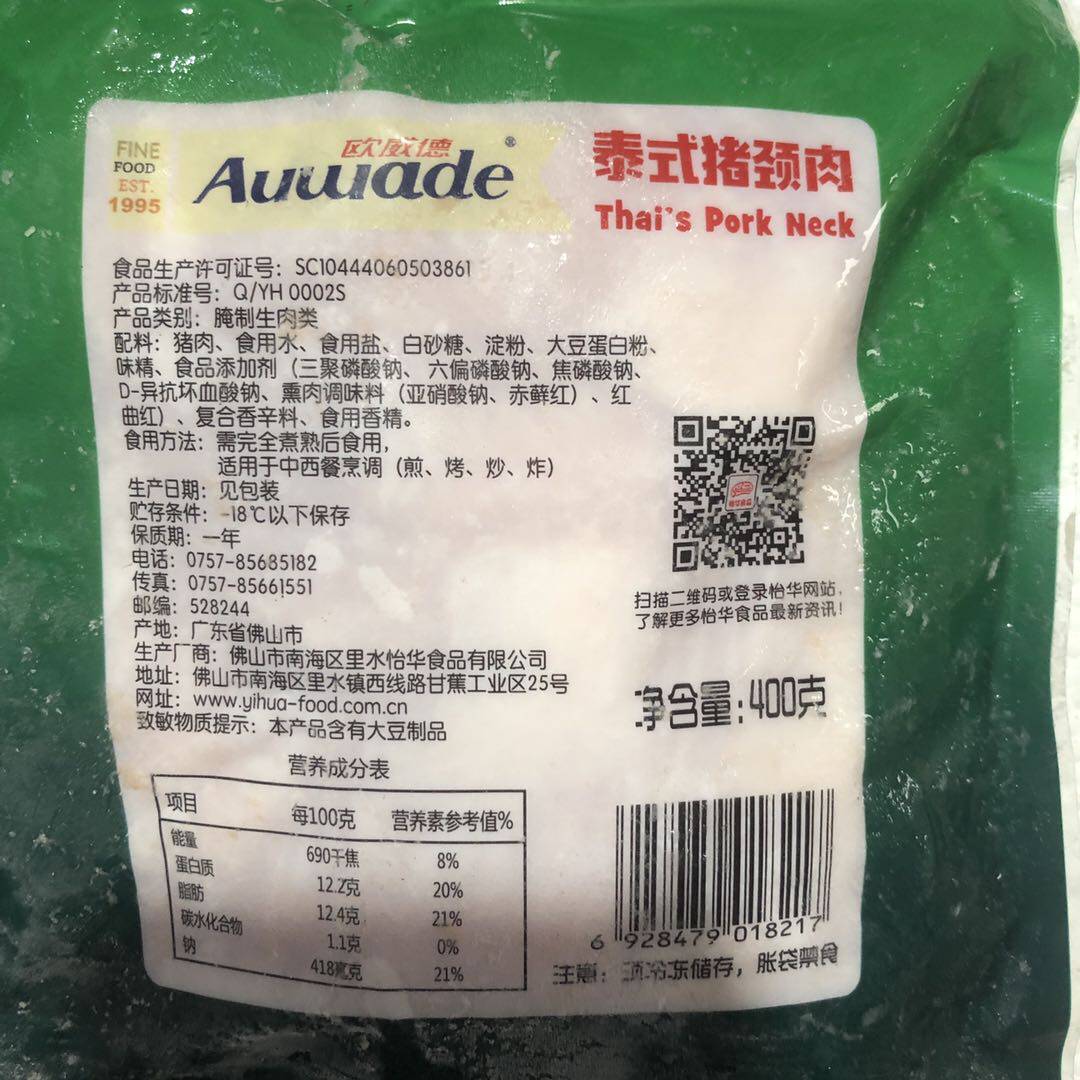 FINE
FOOD
EST.
1995
欧威德
Auwade
®
泰式猪颈肉
Thai's Pork Neck
食品生产许可证号：SC10444060503861
产品标准号：Q/YH 0002S
产品类别：腌制生肉类
配料：猪肉、食用水、食用盐、白砂糖、淀粉、大豆蛋白粉、
味精、食品添加剂（三聚磷酸钠、六偏磷酸钠、焦磷酸钠、
D-异抗坏血酸钠、熏肉调味料（亚硝酸钠、赤藓红）、红
曲红）、复合香辛料、食用香精。
食用方法：需完全煮熟后食用，
适用于中西餐烹调（煎、烤、炒、炸）
生产日期：见包装
贮存条件：-18℃以下保存
保质期：一年
电话：0757-85685182
传真：0757-85661551
邮编：528244
产地：广东省佛山市
生产厂商：佛山市南海区里水怡华食品有限公司
地址：佛山市南海区里水镇西线路甘蕉工业区25号
网址：www.yihua-food.com.cn
致敏物质提示：本产品含有大豆制品
怡华食品
扫描二维码或登录怡华网站，
了解更多怡华食品最新资讯！
净含量：400克
营养成分表
项目 每100克 营养素参考值%
能量 690千焦 8%
蛋白质 12.2克 20%
脂肪 12.4克 21%
碳水化合物 1.1克 0%
钠 418毫克 21%
6 928479 018217
注意：须冷冻储存，胀袋禁食